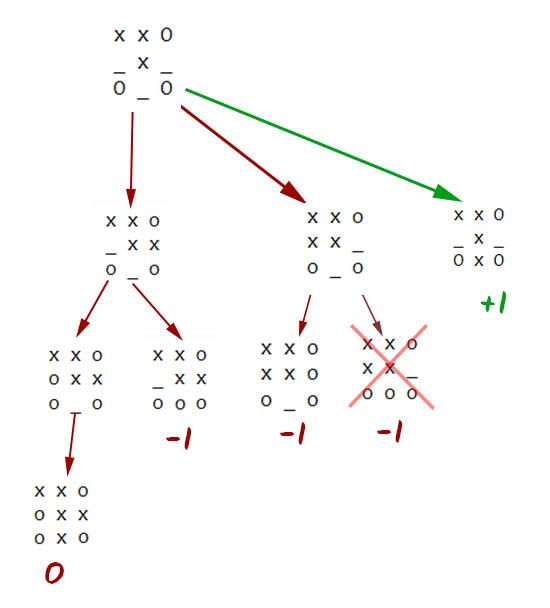 x x O
_ x _
O _ O
x x o
_ x x
o _ o
x x o
x x _
o _ o
x x O
_ x _
O x O
+1
x x o
o x x
o _ o
x x o
_ x x
o o o
-1
x x o
x x o
o _ o
-1
x x o
x x _
o o o
-1
x x o
o x x
o x o
0